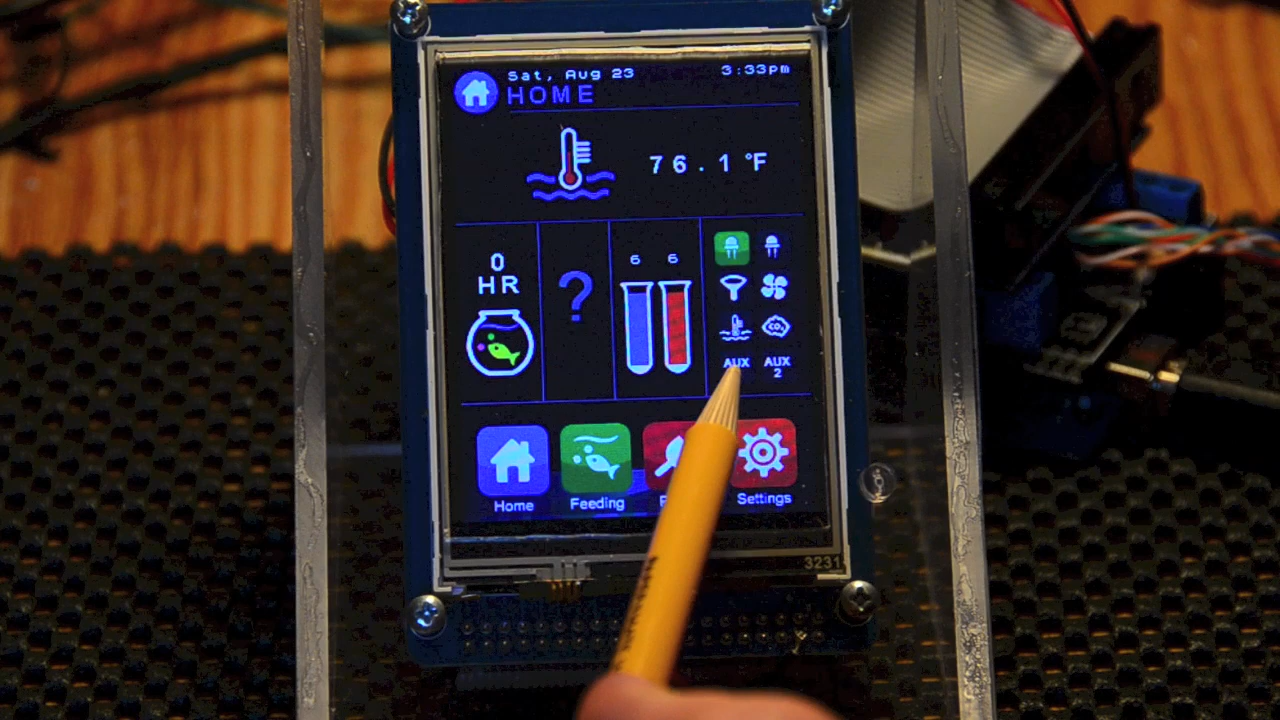 Sat, Aug 23
3:33pm
HOME
76.1 °F
0
HR
?
6
6
CO₂
AUX
AUX
2
Home
Feeding
Settings
3231